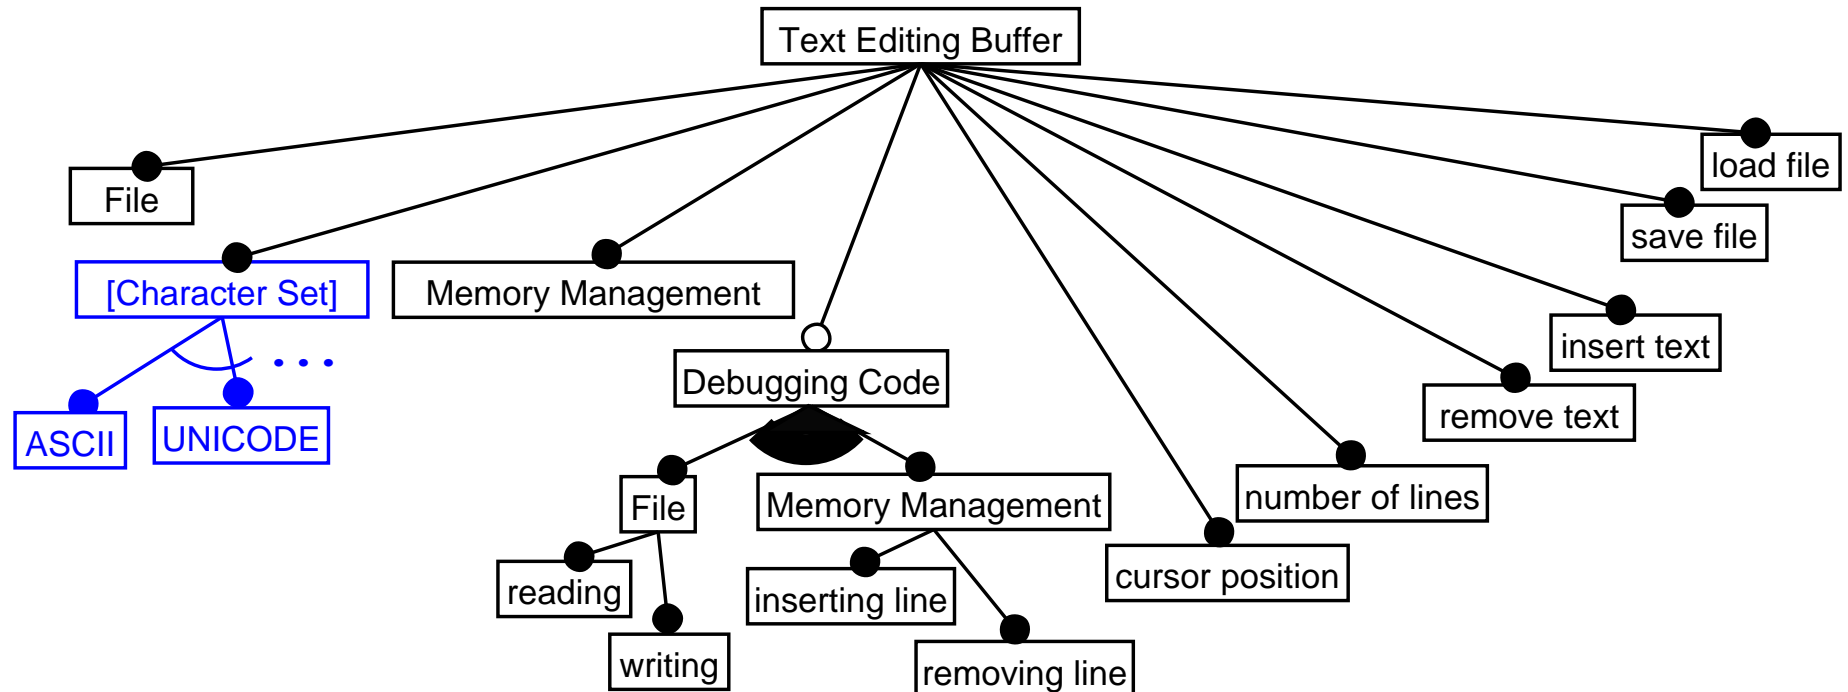 Text Editing Buffer
File
[Character Set]
Memory Management
Debugging Code
load file
save file
insert text
remove text
number of lines
cursor position
ASCII
UNICODE
. . .
File
Memory Management
reading
writing
inserting line
removing line